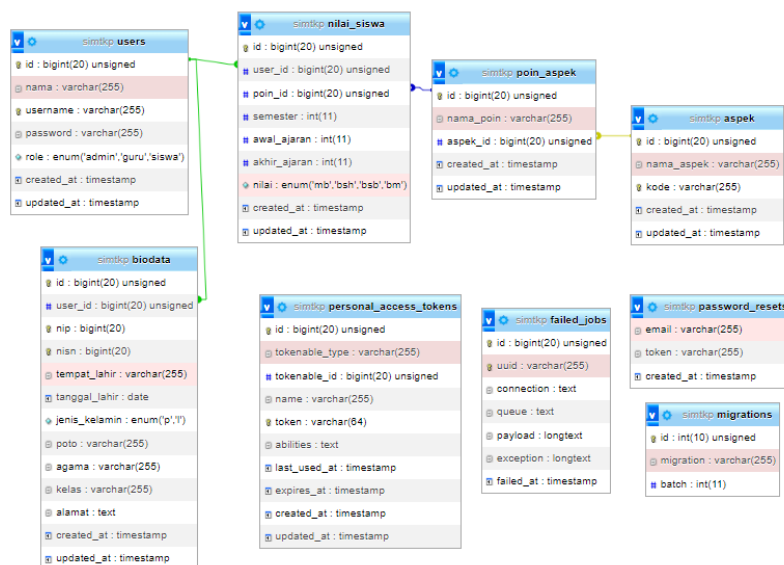 simtkp users
id : bigint(20) unsigned
nama : varchar(255)
username : varchar(255)
password : varchar(255)
role : enum('admin','guru','siswa')
created_at : timestamp
updated_at : timestamp
simtkp nilai_siswa
id : bigint(20) unsigned
user_id : bigint(20) unsigned
poin_id : bigint(20) unsigned
semester : int(11)
awal_ajaran : int(11)
akhir_ajaran : int(11)
nilai : enum('mb','bsh','bsb','bm')
created_at : timestamp
updated_at : timestamp
simtkp poin_aspek
id : bigint(20) unsigned
nama_poin : varchar(255)
aspek_id : bigint(20) unsigned
created_at : timestamp
updated_at : timestamp
simtkp aspek
id : bigint(20) unsigned
nama_aspek : varchar(255)
kode : varchar(255)
created_at : timestamp
updated_at : timestamp
simtkp biodata
id : bigint(20) unsigned
user_id : bigint(20) unsigned
nip : bigint(20)
nisn : bigint(20)
tempat_lahir : varchar(255)
tanggal_lahir : date
jenis_kelamin : enum('p','l')
poto : varchar(255)
agama : varchar(255)
kelas : varchar(255)
alamat : text
created_at : timestamp
updated_at : timestamp
simtkp personal_access_tokens
id : bigint(20) unsigned
tokenable_type : varchar(255)
tokenable_id : bigint(20) unsigned
name : varchar(255)
token : varchar(64)
abilities : text
last_used_at : timestamp
expires_at : timestamp
created_at : timestamp
updated_at : timestamp
simtkp failed_jobs
id : bigint(20) unsigned
uuid : varchar(255)
connection : text
queue : text
payload : longtext
exception : longtext
failed_at : timestamp
simtkp password_resets
email : varchar(255)
token : varchar(255)
created_at : timestamp
simtkp migrations
id : int(10) unsigned
migration : varchar(255)
batch : int(11)